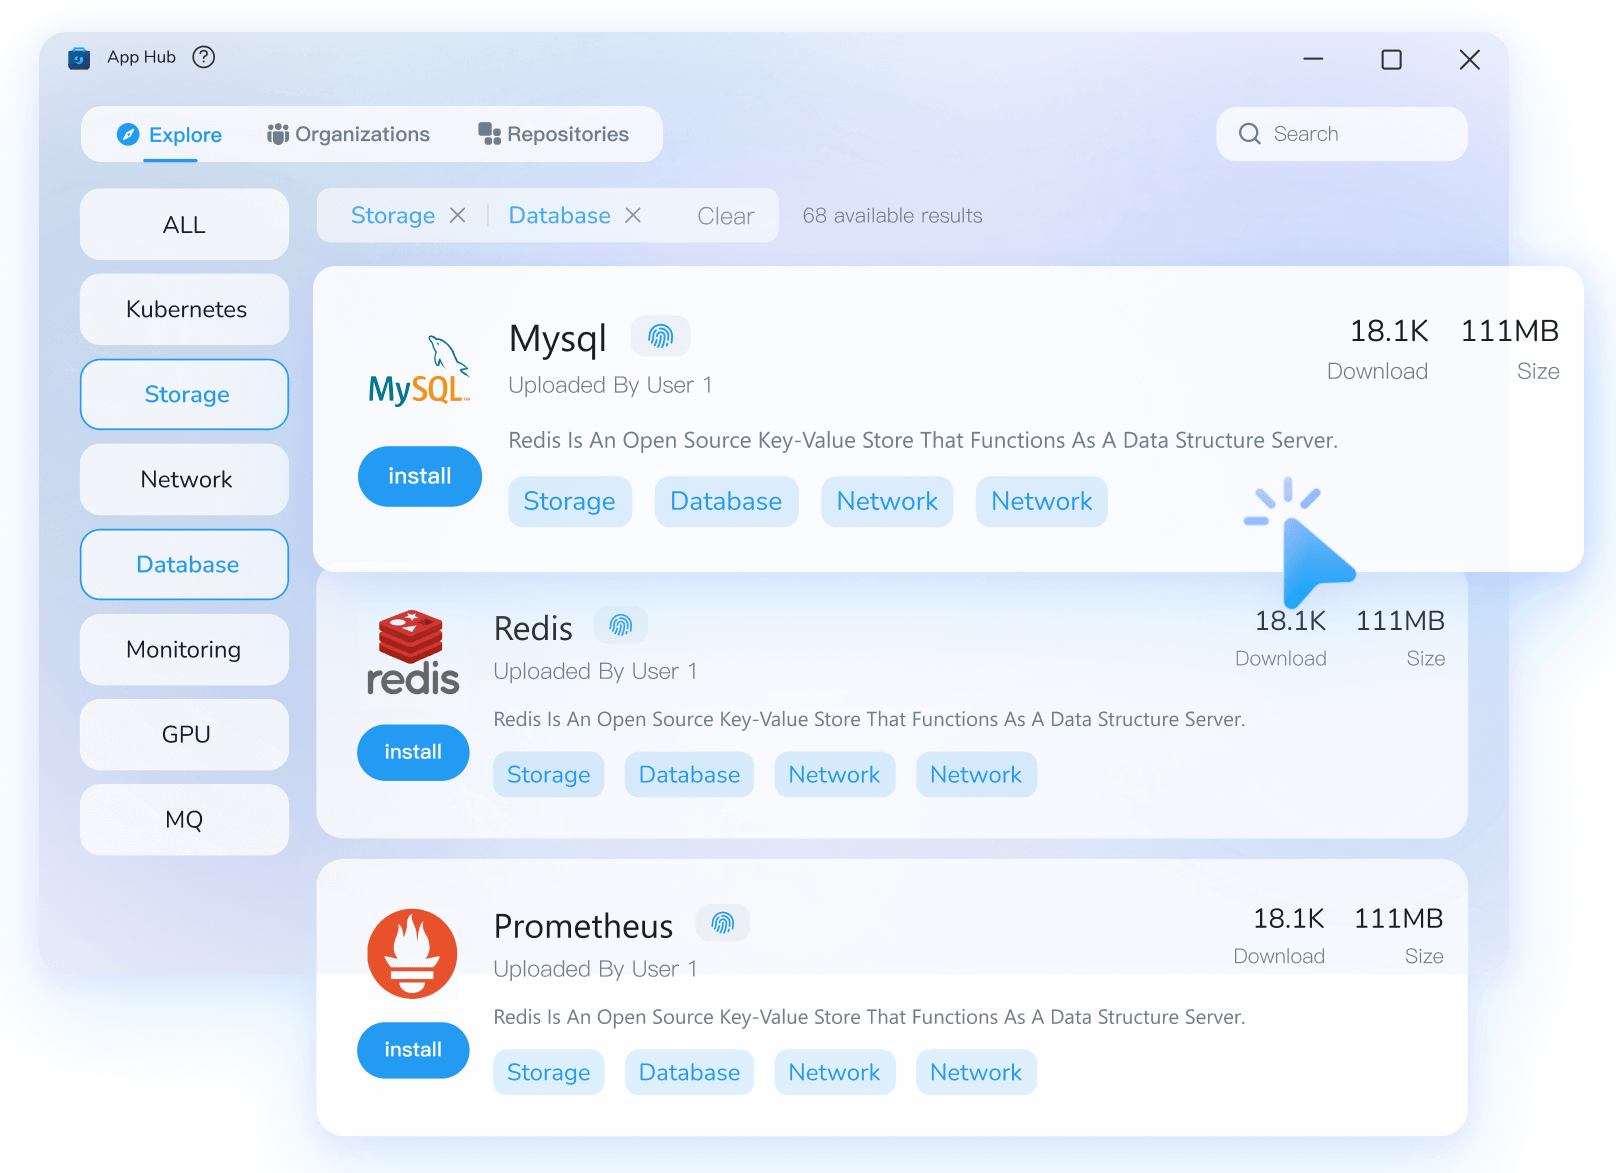 App Hub ?
Explore Organizations Repositories
Search
ALL
Kubernetes
Storage
Network
Database
Monitoring
GPU
MQ
Storage Database Clear 68 available results
MySQL™
Mysql
Uploaded By User 1
18.1K 111MB
Download Size
Redis Is An Open Source Key-Value Store That Functions As A Data Structure Server.
install
Storage Database Network Network
redis
Redis
Uploaded By User 1
18.1K 111MB
Download Size
Redis Is An Open Source Key-Value Store That Functions As A Data Structure Server.
install
Storage Database Network Network
Prometheus
Uploaded By User 1
18.1K 111MB
Download Size
Redis Is An Open Source Key-Value Store That Functions As A Data Structure Server.
install
Storage Database Network Network